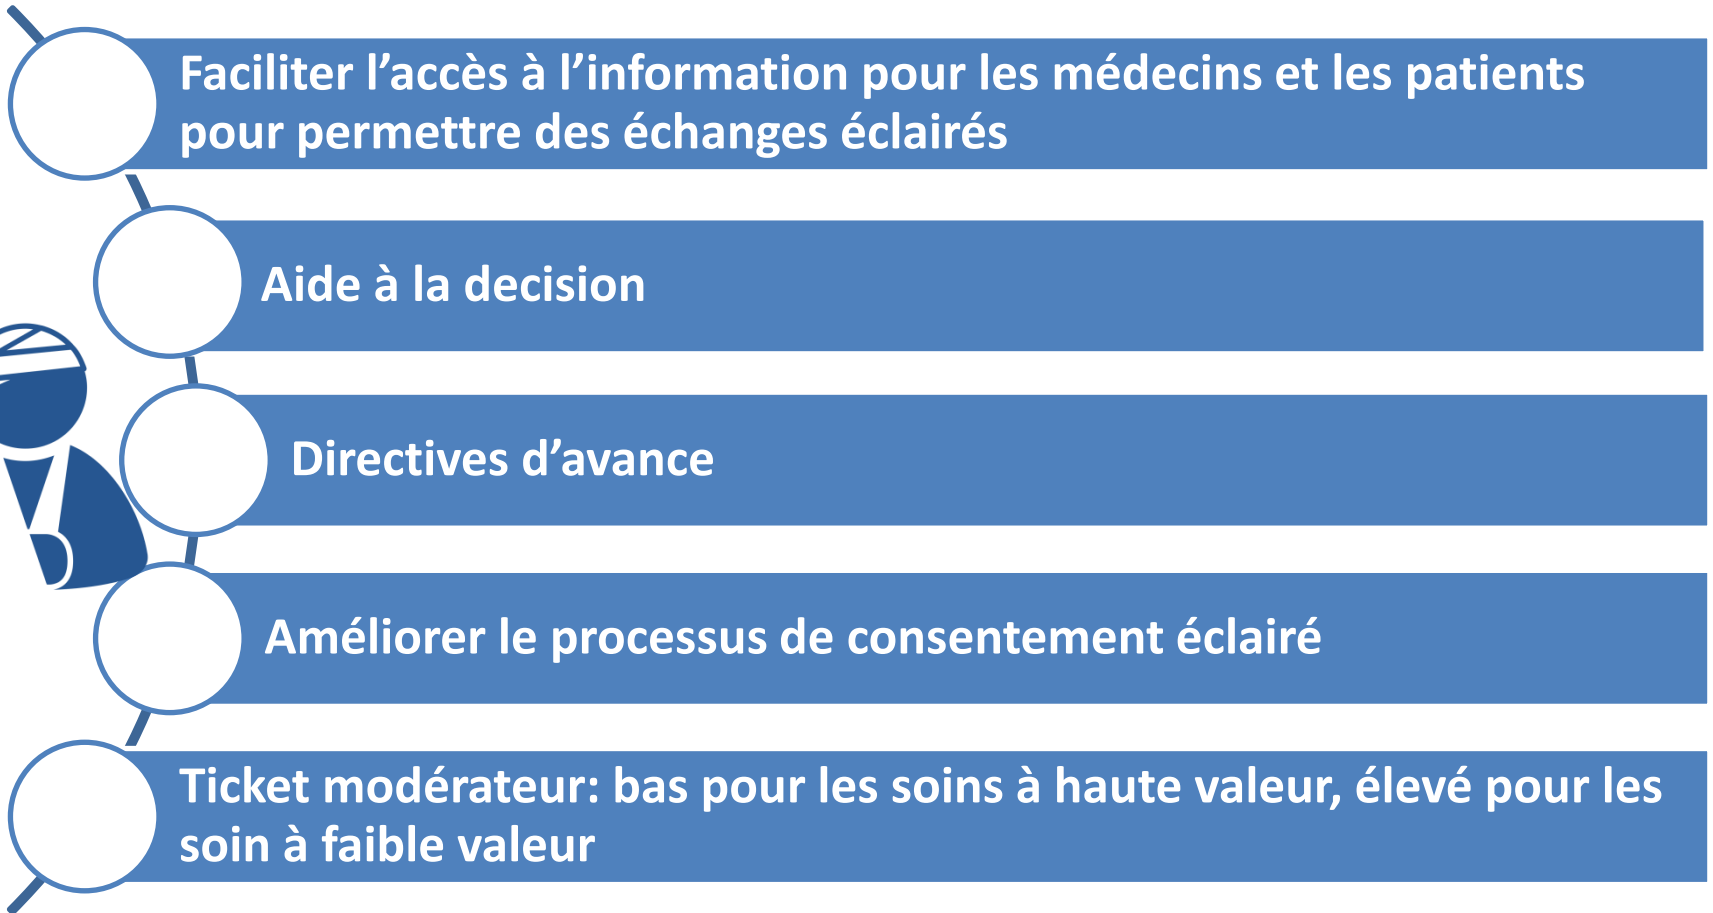 Faciliter l’accès à l’information pour les médecins et les patients
pour permettre des échanges éclairés
Aide à la decision
Directives d’avance
Améliorer le processus de consentement éclairé
Ticket modérateur: bas pour les soins à haute valeur, élevé pour les
soin à faible valeur